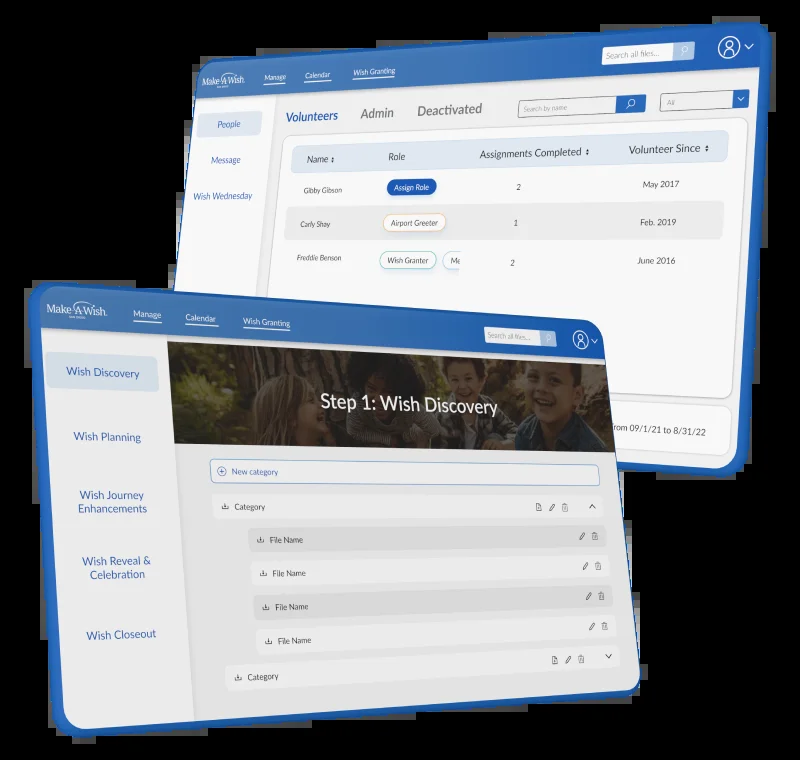 Make-A-Wish.
Manage
Calendar
Wish Granting
Search all files...
People
Message
Wish Wednesday
Volunteers
Admin
Deactivated
Search by name
All
Name
Role
Assignments Completed
Volunteer Since
Gibby Gibson
Assign Role
2
May 2017
Carly Shay
Airport Greeter
1
Feb. 2019
Freddie Benson
Wish Granter
Me
2
June 2016
rom 09/1/21 to 8/31/22
Make-A-Wish.
Manage
Calendar
Wish Granting
Search all files...
Wish Discovery
Wish Planning
Wish Journey
Enhancements
Wish Reveal &
Celebration
Wish Closeout
Step 1: Wish Discovery
New category
Category
File Name
File Name
File Name
File Name
Category